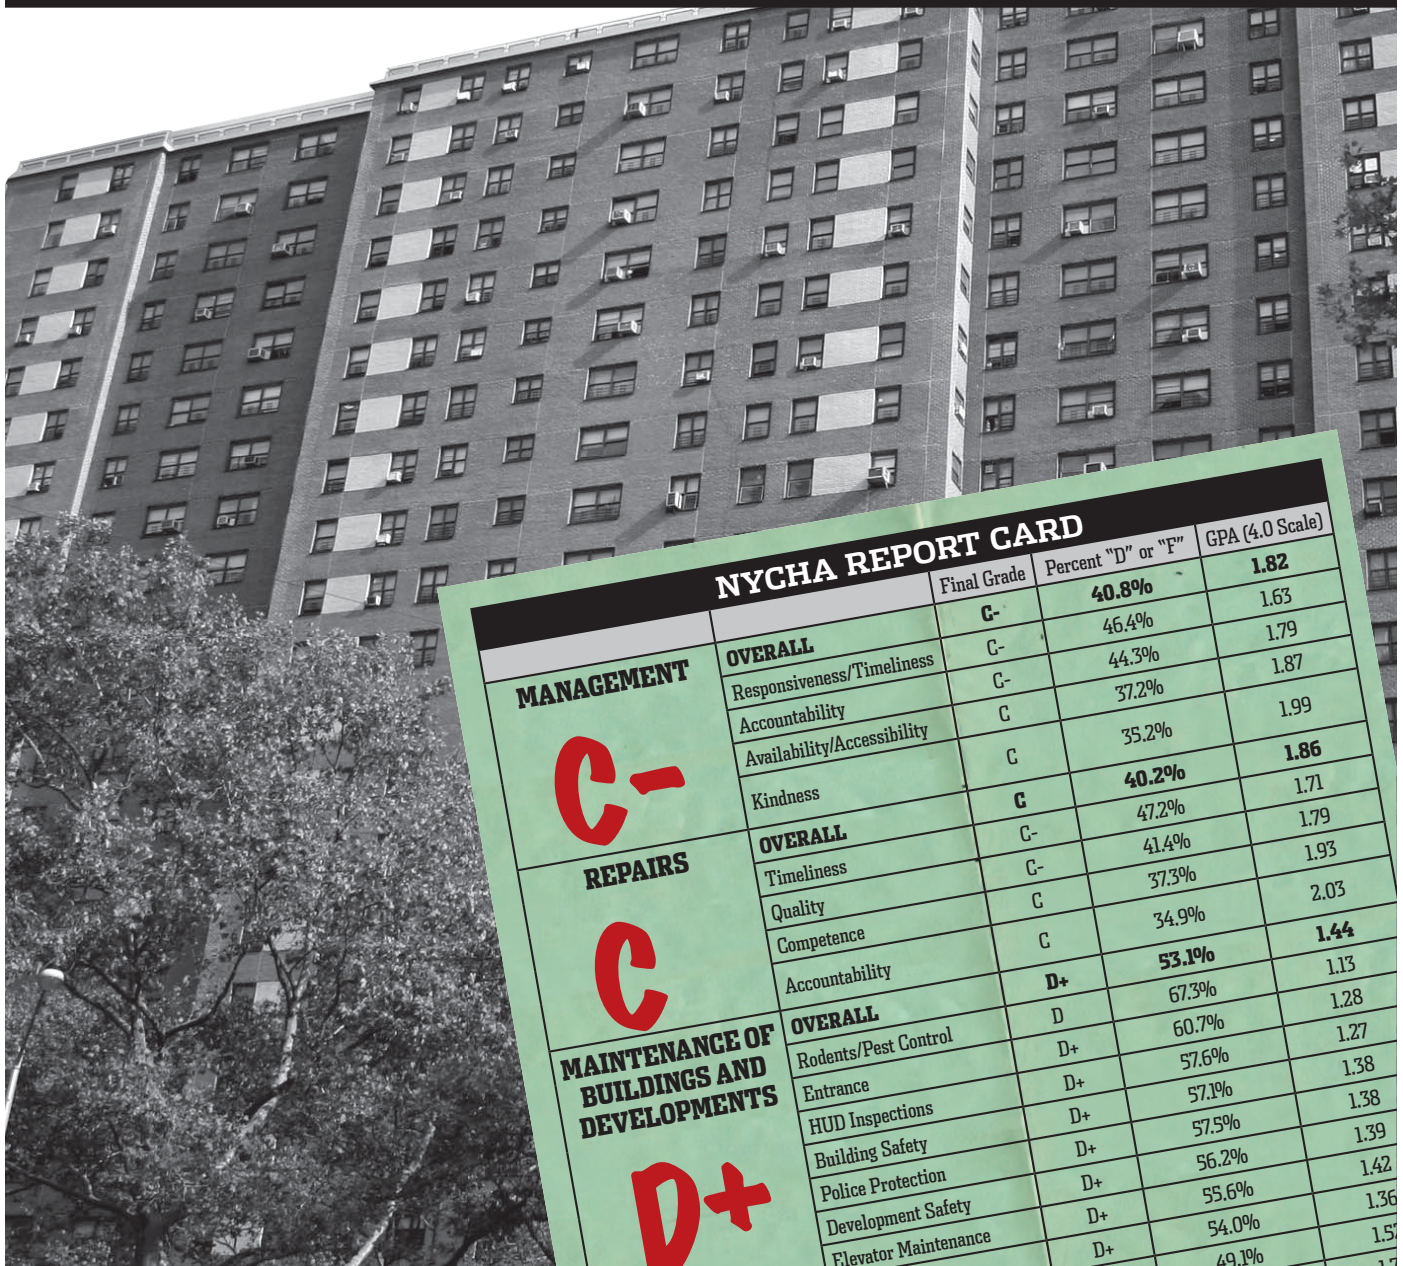 NYCHA REPORT CARD
Final Grade Percent "D" or "F" GPA (4.0 Scale)
MANAGEMENT
C-
OVERALL C- 40.8% 1.82
Responsiveness/Timeliness C- 46.4% 1.63
Accountability C- 44.3% 1.79
Availability/Accessibility C 37.2% 1.87
Kindness C 35.2% 1.99
REPAIRS
C
OVERALL C 40.2% 1.86
Timeliness C- 47.2% 1.71
Quality C- 41.4% 1.79
Competence C 37.3% 1.93
Accountability C 34.9% 2.03
MAINTENANCE OF
BUILDINGS AND
DEVELOPMENTS
D+
OVERALL D+ 53.1% 1.44
Rodents/Pest Control D 67.3% 1.13
Entrance D+ 60.7% 1.28
HUD Inspections D+ 57.6% 1.27
Building Safety D+ 57.1% 1.38
Police Protection D+ 57.5% 1.38
Development Safety D+ 56.2% 1.39
Elevator Maintenance D+ 55.6% 1.42
D+ 54.0% 1.36
49.1%